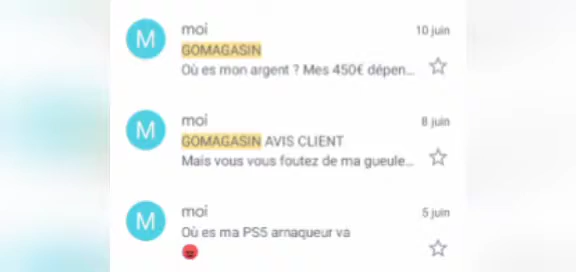 M
moi
10 juin
GOMAGASIN
Où es mon argent ? Mes 450€ dépen...
M
moi
8 juin
GOMAGASIN AVIS CLIENT
Mais vous vous foutez de ma gueule...
M
moi
5 juin
Où es ma PS5 arnaqueur va